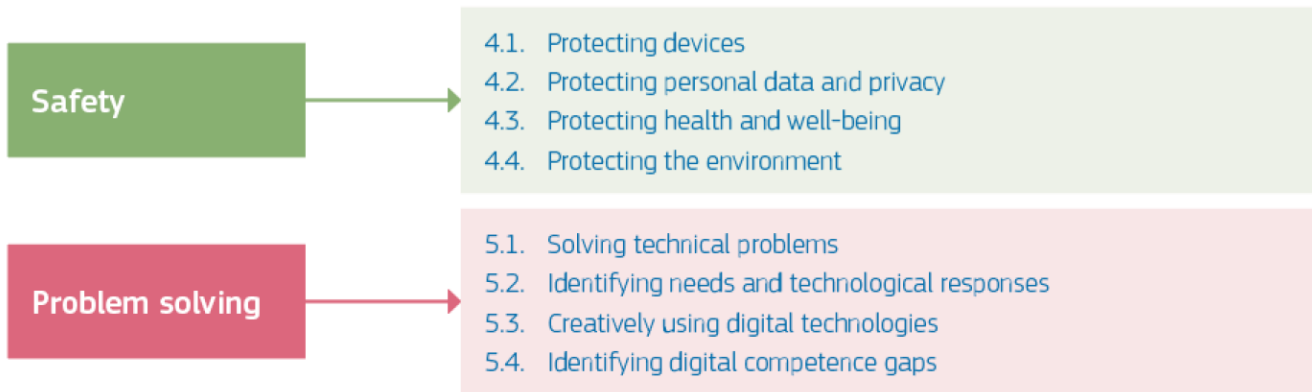 Safety
4.1. Protecting devices
4.2. Protecting personal data and privacy
4.3. Protecting health and well-being
4.4. Protecting the environment
Problem solving
5.1. Solving technical problems
5.2. Identifying needs and technological responses
5.3. Creatively using digital technologies
5.4. Identifying digital competence gaps